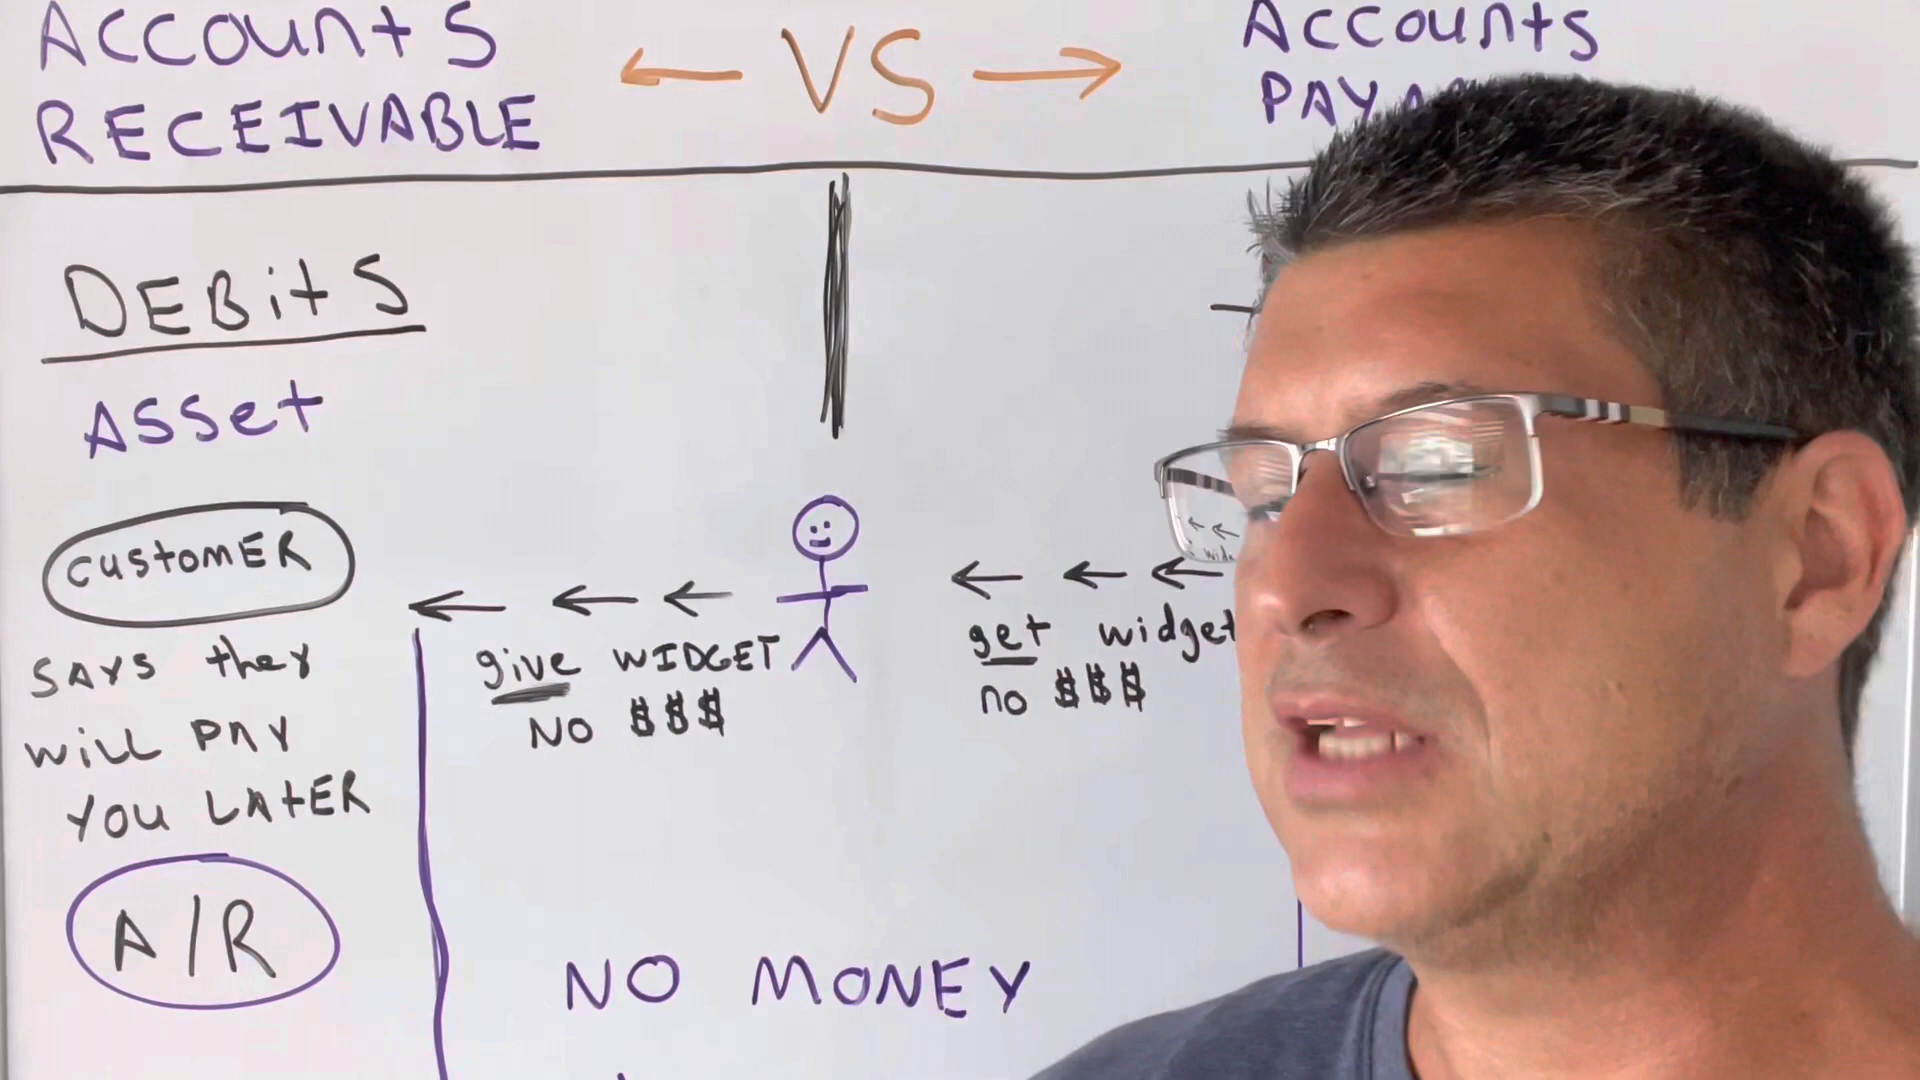 ACCOUNTS
RECEIVABLE
VS
ACCOUNTS
DEBITS
ASSET
CUSTOMER
SAYS they
WILL PAY
YOU LATER
A/R
give WIDGET
NO $$$
get widget
no $$$
NO MONEY